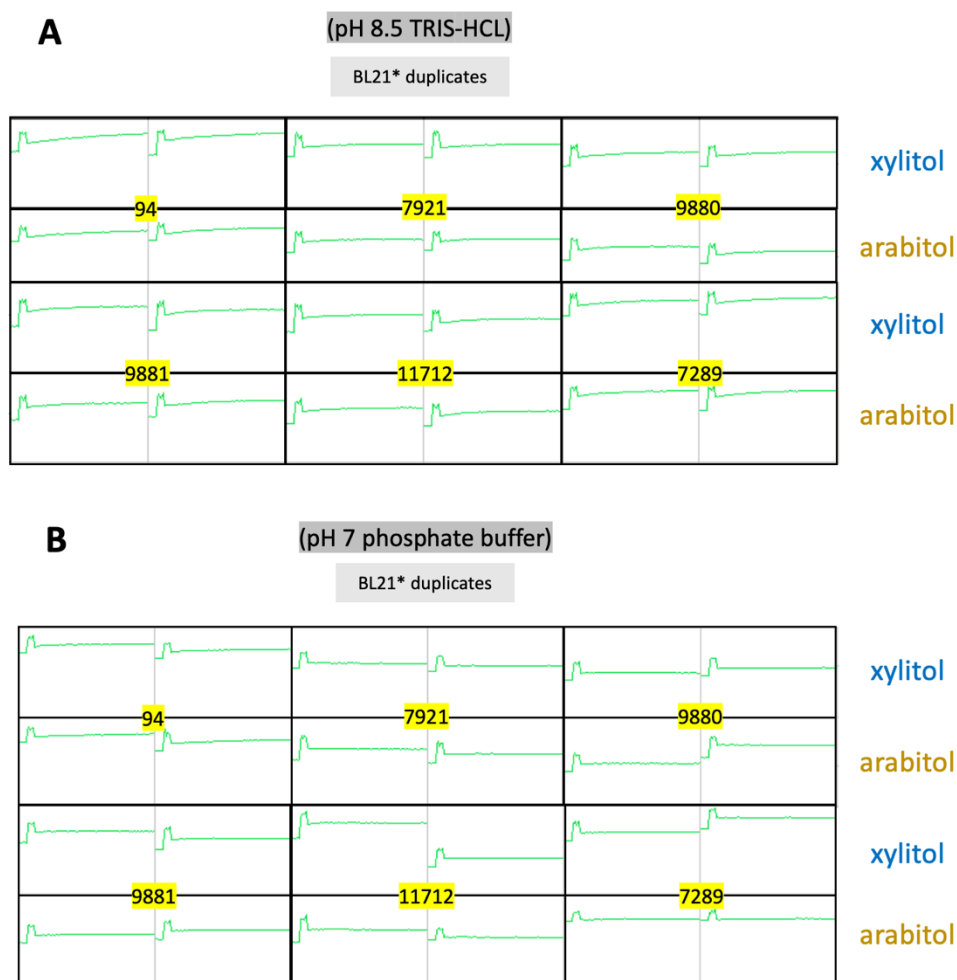 A
(pH 8.5 TRIS-HCL)
BL21* duplicates
xylitol
94 7921 9880
arabitol
xylitol
9881 11712 7289
arabitol
B
(pH 7 phosphate buffer)
BL21* duplicates
xylitol
94 7921 9880
arabitol
xylitol
9881 11712 7289
arabitol